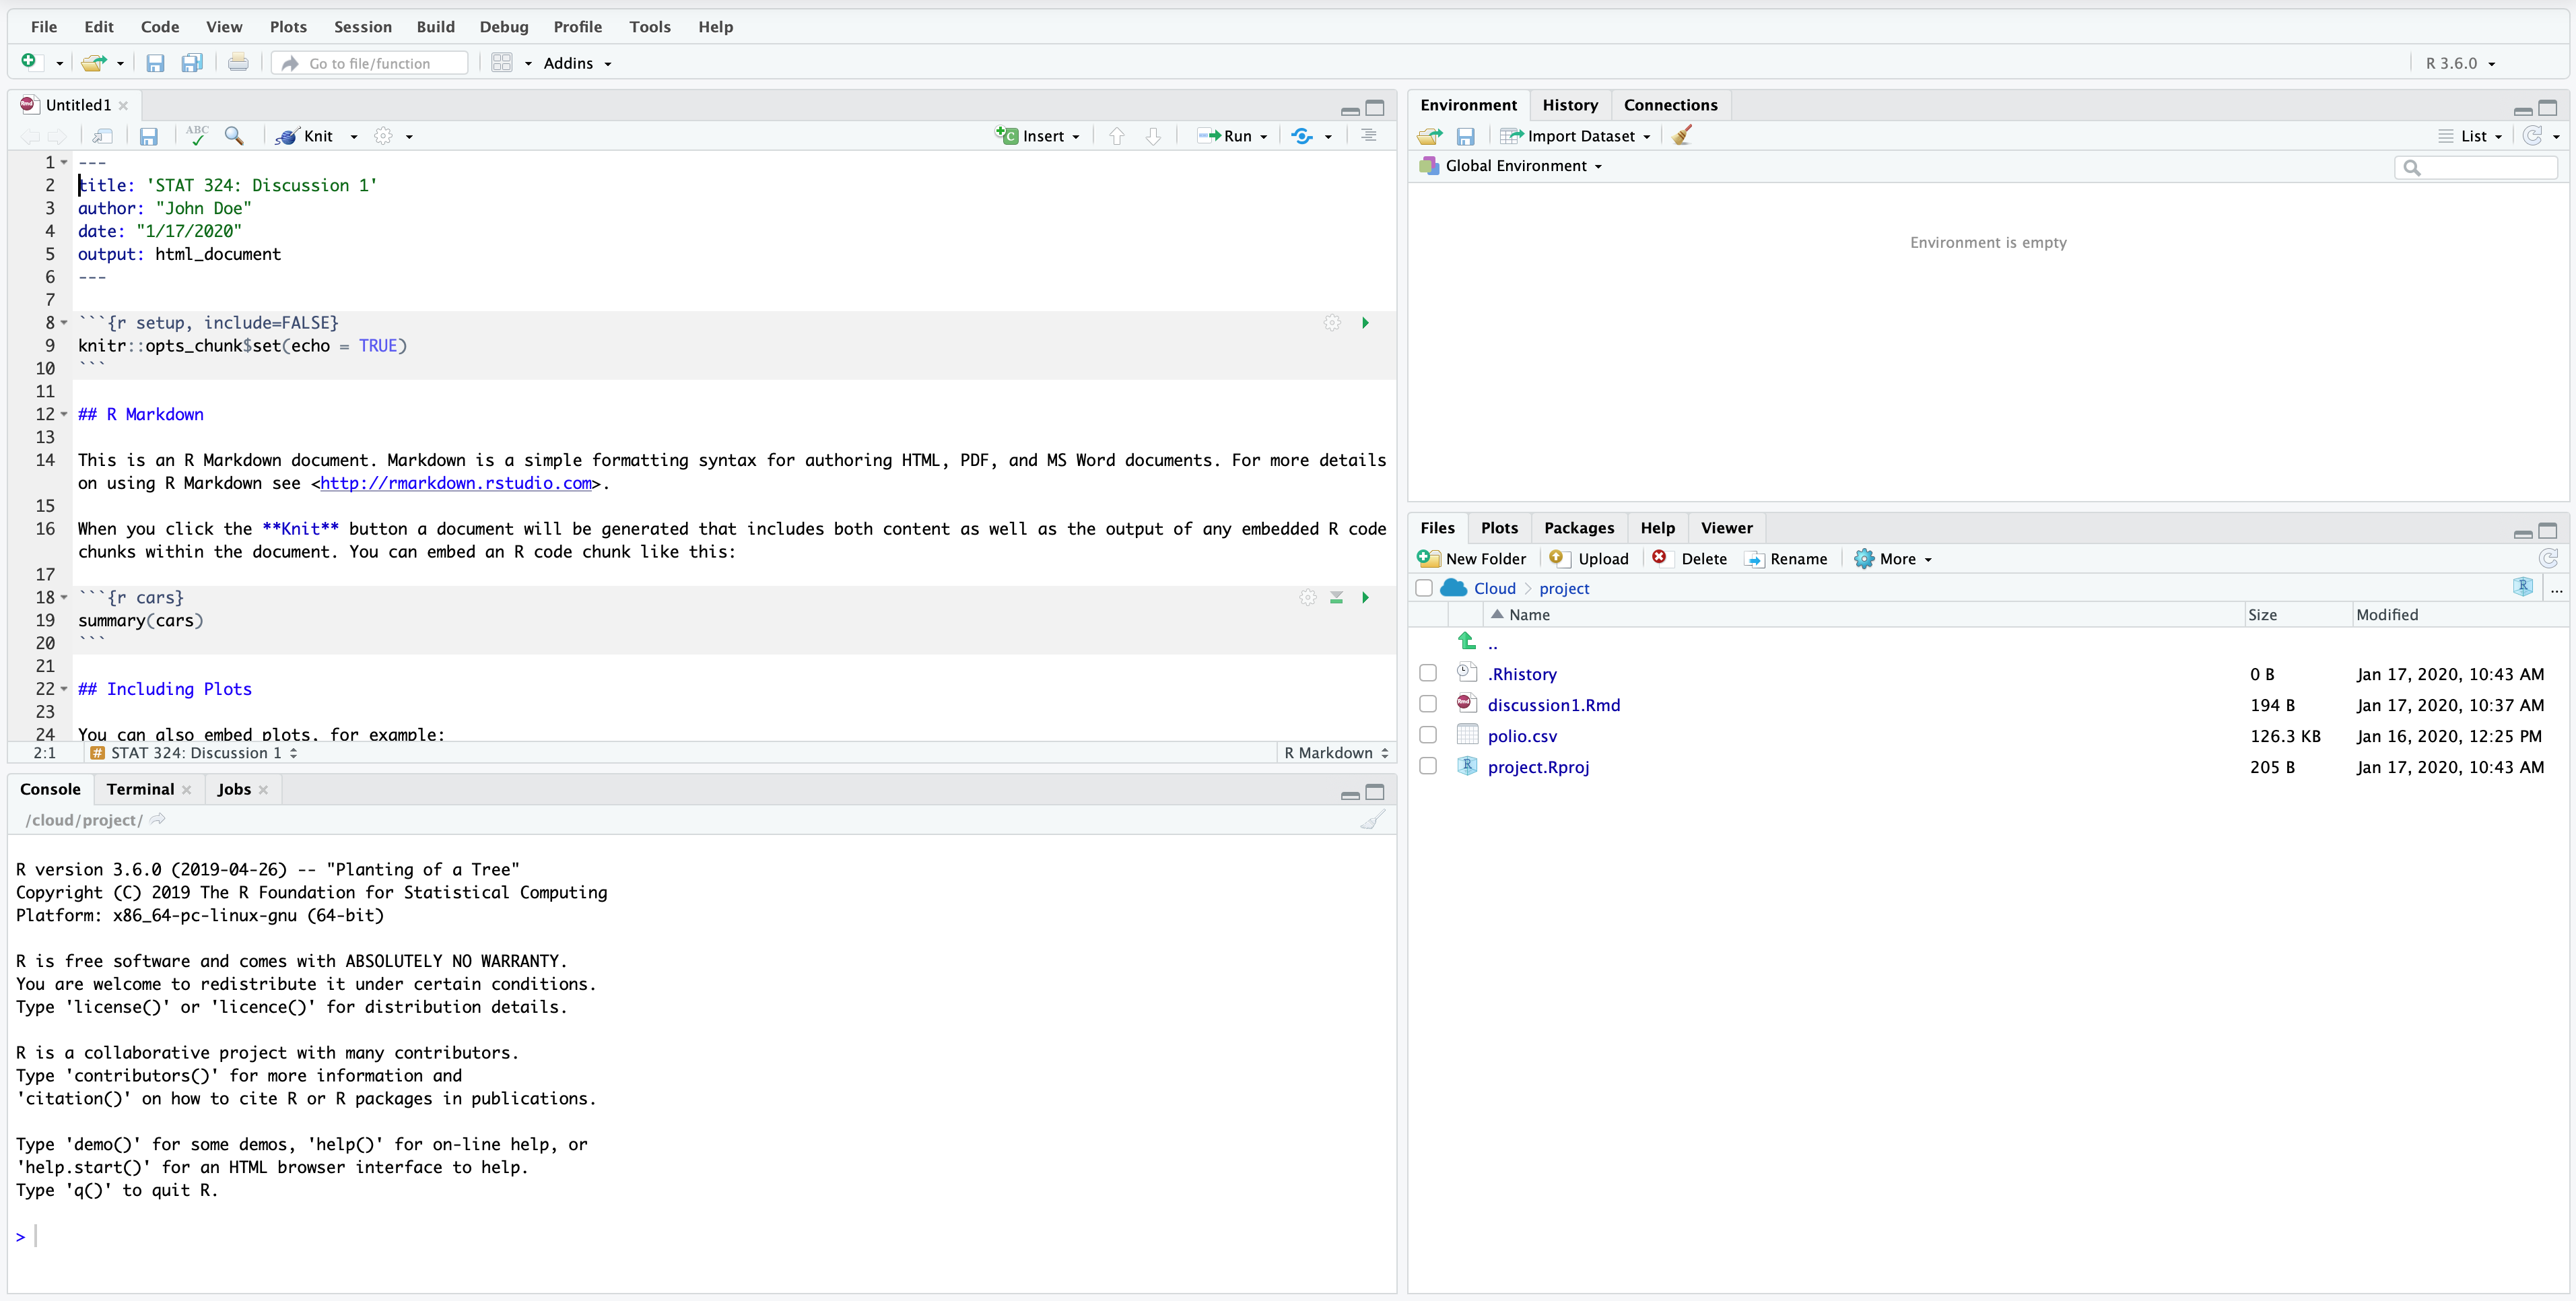 File Edit Code View Plots Session Build Debug Profile Tools Help
Go to file/function Addins R 3.6.0
Untitled1
ABC Knit Insert Run
1 ---
2 title: 'STAT 324: Discussion 1'
3 author: "John Doe"
4 date: "1/17/2020"
5 output: html_document
6 ---
7
8 ```{r setup, include=FALSE}
9 knitr::opts_chunk$set(echo = TRUE)
10 ```
11
12 ## R Markdown
13
14 This is an R Markdown document. Markdown is a simple formatting syntax for authoring HTML, PDF, and MS Word documents. For more details
on using R Markdown see <http://rmarkdown.rstudio.com>.
15
16 When you click the **Knit** button a document will be generated that includes both content as well as the output of any embedded R code
chunks within the document. You can embed an R code chunk like this:
17
18 ```{r cars}
19 summary(cars)
20 ```
21
22 ## Including Plots
23
24 You can also embed plots, for example:
2:1 # STAT 324: Discussion 1 R Markdown
Console Terminal Jobs
/cloud/project/
R version 3.6.0 (2019-04-26) -- "Planting of a Tree"
Copyright (C) 2019 The R Foundation for Statistical Computing
Platform: x86_64-pc-linux-gnu (64-bit)
R is free software and comes with ABSOLUTELY NO WARRANTY.
You are welcome to redistribute it under certain conditions.
Type 'license()' or 'licence()' for distribution details.
R is a collaborative project with many contributors.
Type 'contributors()' for more information and
'citation()' on how to cite R or R packages in publications.
Type 'demo()' for some demos, 'help()' for on-line help, or
'help.start()' for an HTML browser interface to help.
Type 'q()' to quit R.
>
Environment History Connections
Import Dataset List
Global Environment
Environment is empty
Files Plots Packages Help Viewer
New Folder Upload Delete Rename More
Cloud project R ...
Name Size Modified
..
.Rhistory 0 B Jan 17, 2020, 10:43 AM
discussion1.Rmd 194 B Jan 17, 2020, 10:37 AM
polio.csv 126.3 KB Jan 16, 2020, 12:25 PM
project.Rproj 205 B Jan 17, 2020, 10:43 AM